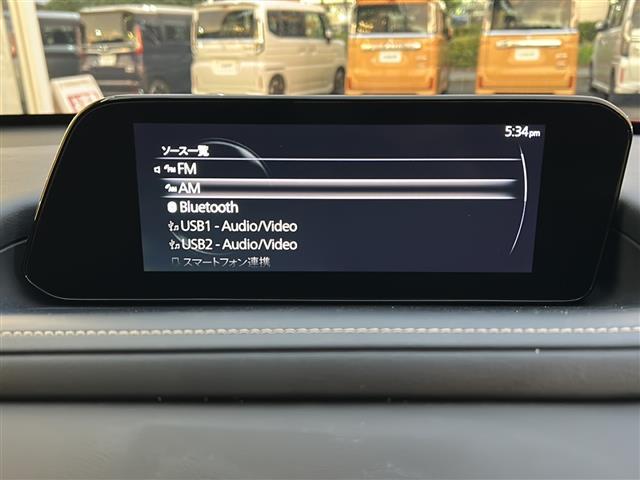 5:34pm
ソース一覧
FM
AM
Bluetooth
USB1 - Audio/Video
USB2 - Audio/Video
スマートフォン連携